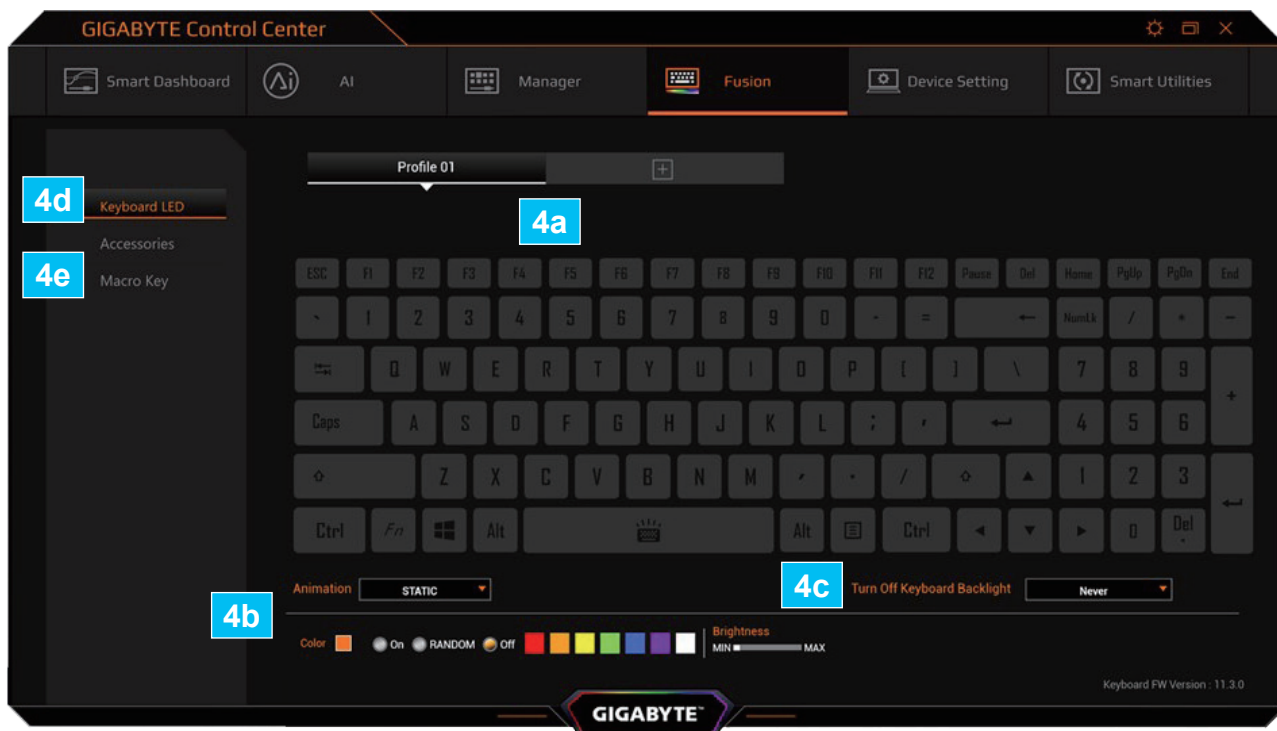 GIGABYTE Control Center
Smart Dashboard AI Manager Fusion Device Setting Smart Utilities
Profile 01
4d Keyboard LED
4a
Accessories
4e Macro Key
ESC F1 F2 F3 F4 F5 F6 F7 F8 F9 F10 F11 F12 Pause Del Home PgUp PgDn End
` 1 2 3 4 5 6 7 8 9 0 - = ← NumLk / * −
Q W E R T Y U I O P [ ] \ 7 8 9 +
Caps A S D F G H J K L ; ' 4 5 6
Z X C V B N M , . / 1 2 3
Ctrl Fn Alt Alt Ctrl 0 Del .
Animation STATIC 4c Turn Off Keyboard Backlight Never
4b
Color On RANDOM Off Brightness
MIN MAX
Keyboard FW Version : 11.3.0
GIGABYTE™